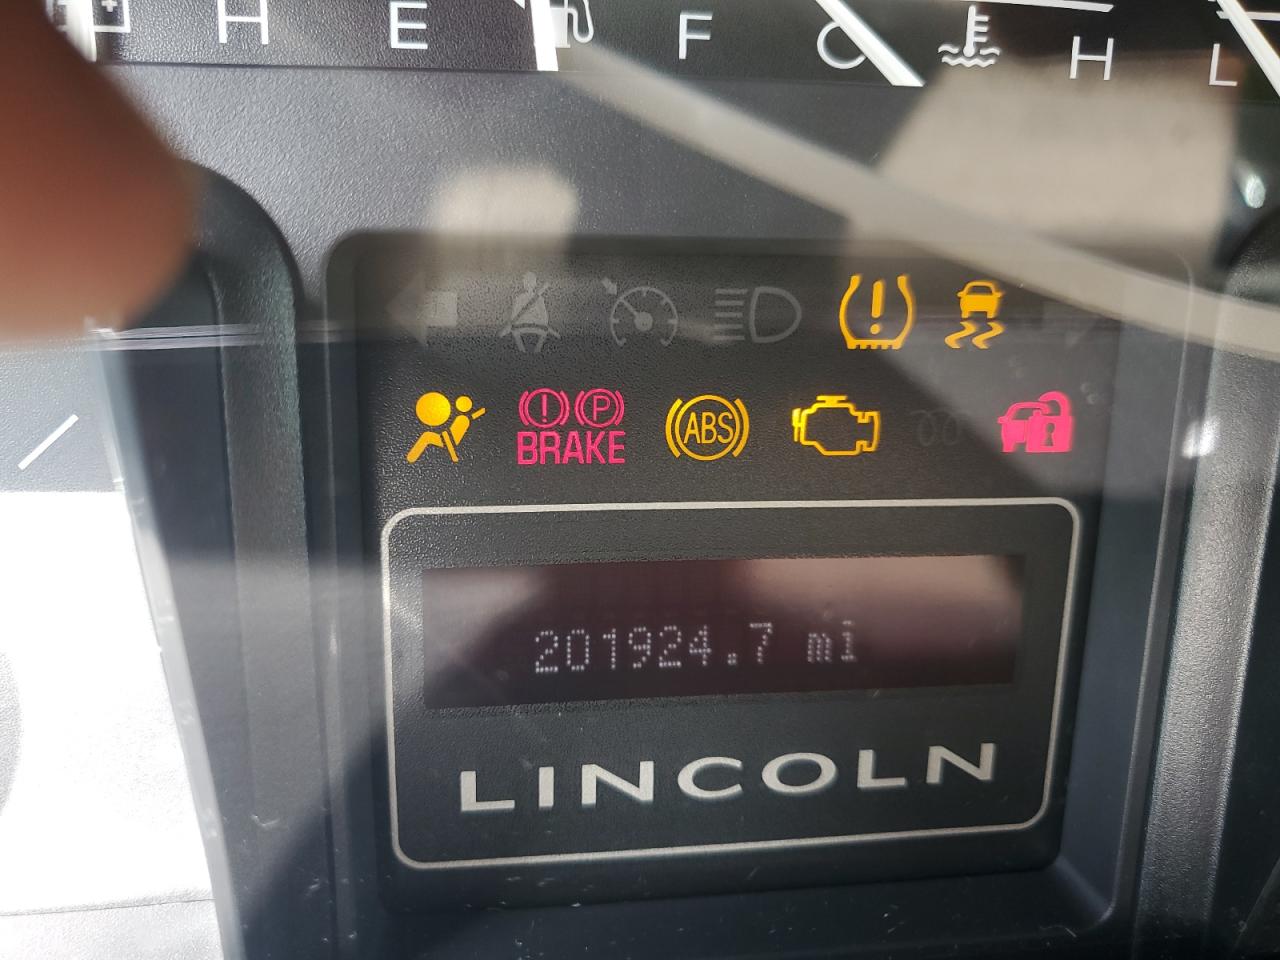 H E F C H L
! 
! P
BRAKE ABS
201924.7 mi
LINCOLN